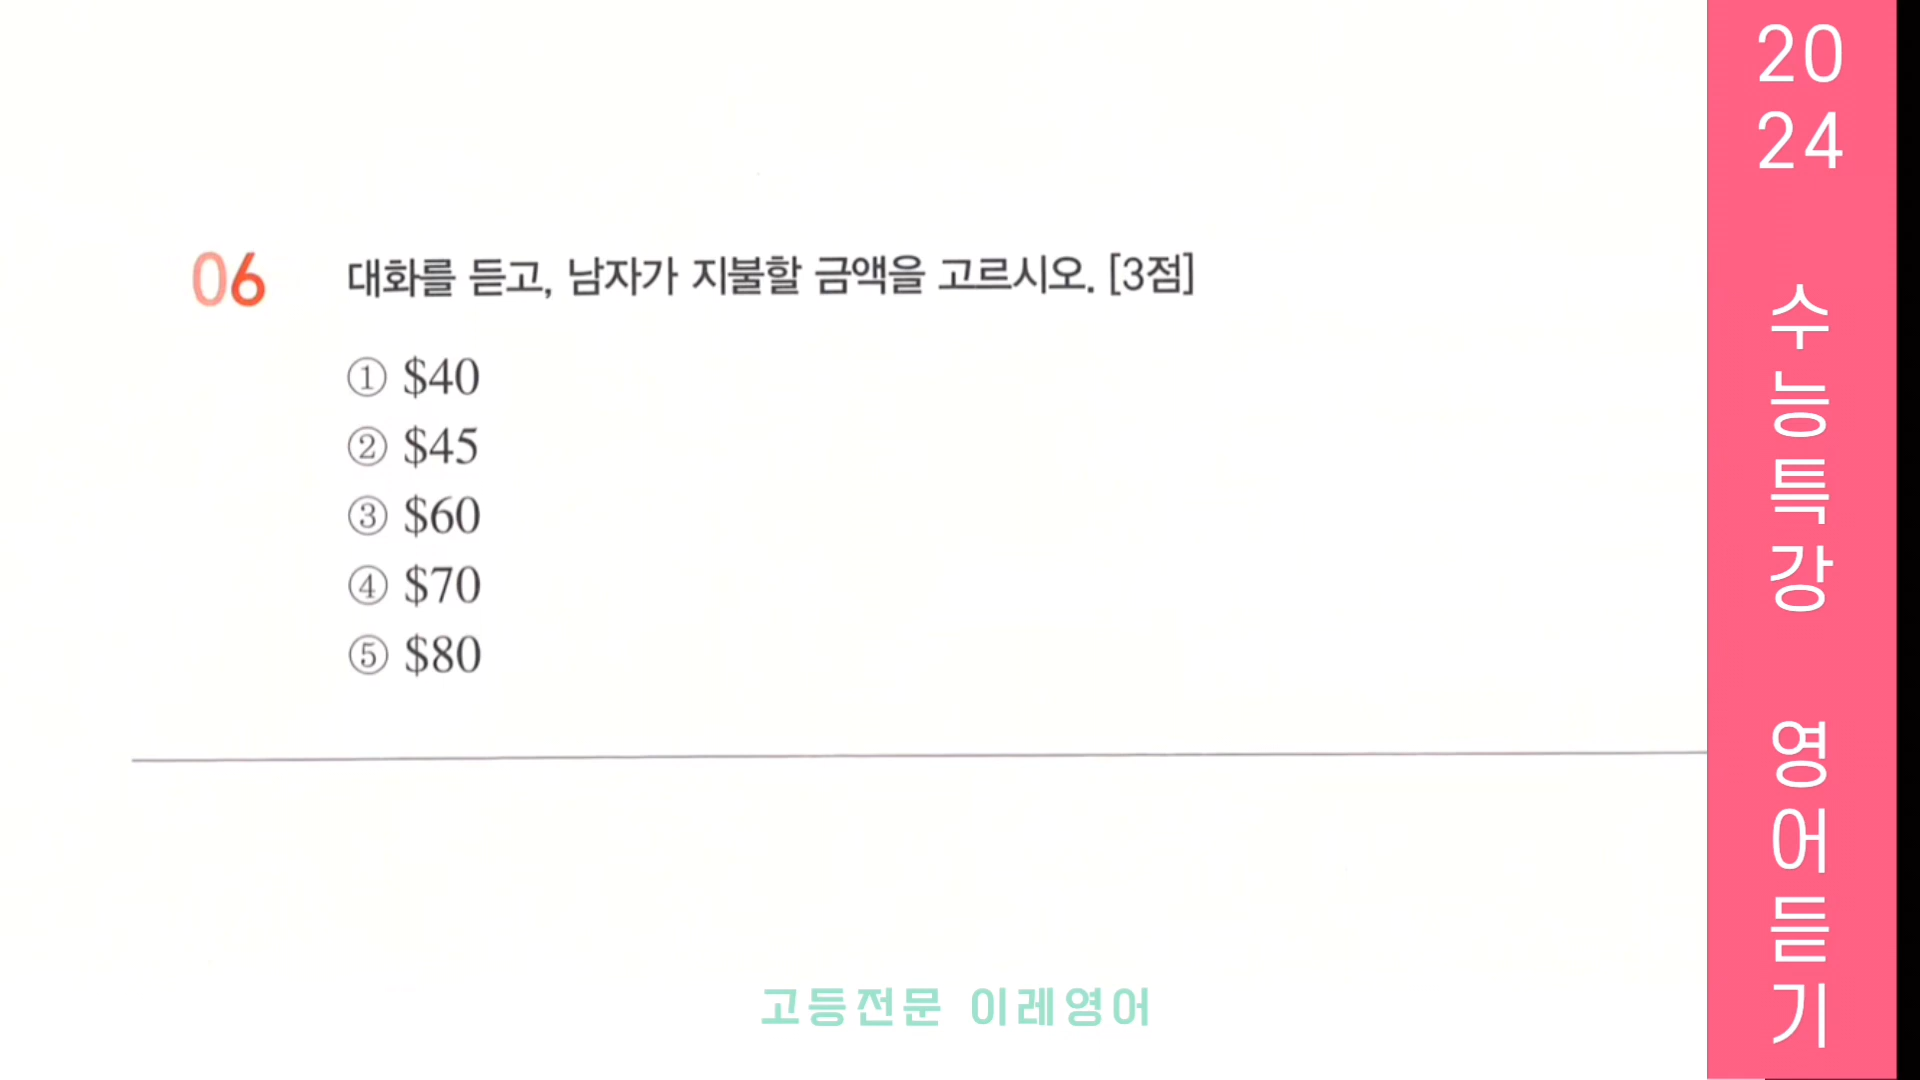 06 대화를 듣고, 남자가 지불할 금액을 고르시오. [3점]
① $40
② $45
③ $60
④ $70
⑤ $80
고등전문 이레영어
2024 수능특강 영어듣기